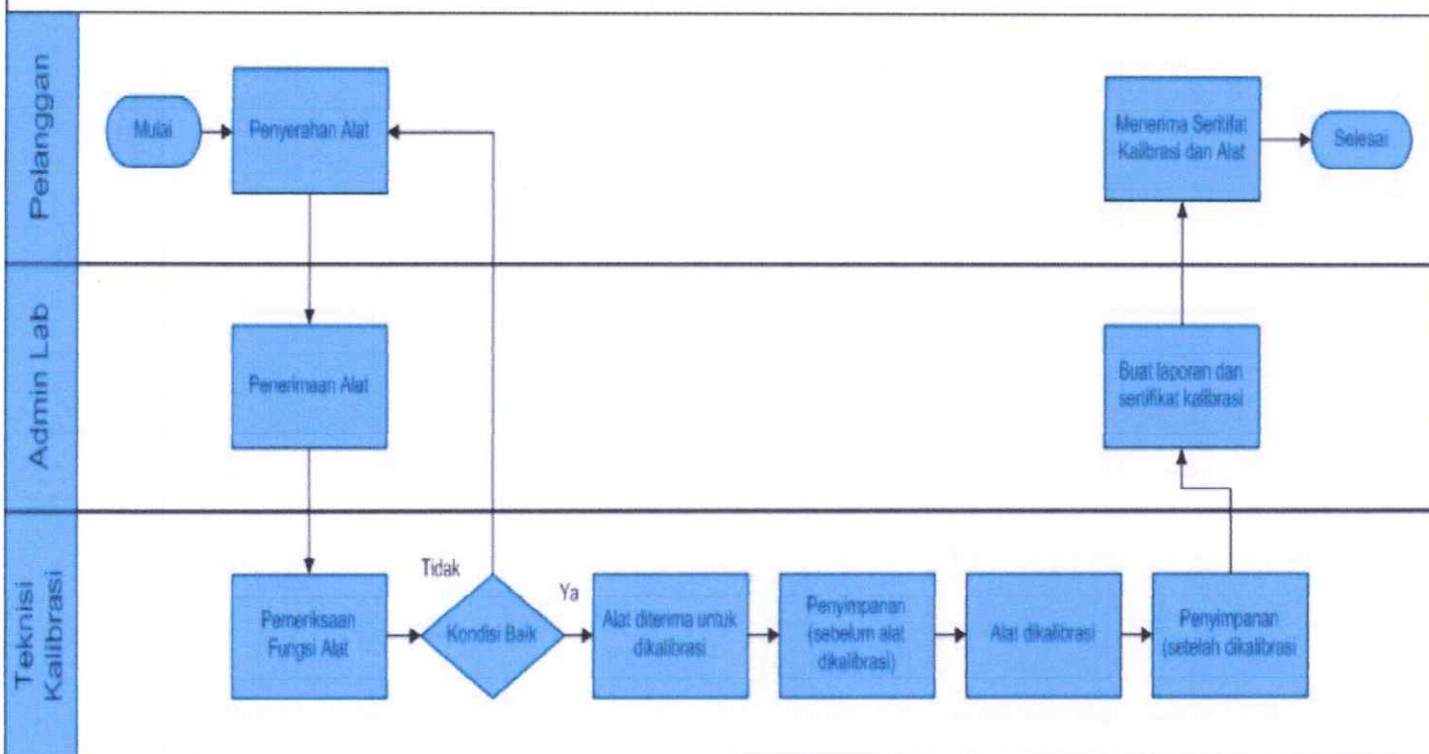 Pelanggan
Mulai
Penyerahan Alat
Menerima Seritifat
Kalibrasi dan Alat
Selesai
Admin Lab
Penerimaan Alat
Buat laporan dan
sertifikat kalibrasi
Teknisi
Kalibrasi
Pemeriksaan
Fungsi Alat
Tidak
Kondisi Baik
Ya
Alat diterima untuk
dikalibrasi
Penyimpanan
(sebelum alat
dikalibrasi)
Alat dikalibrasi
Penyimpanan
(setelah dikalibrasi